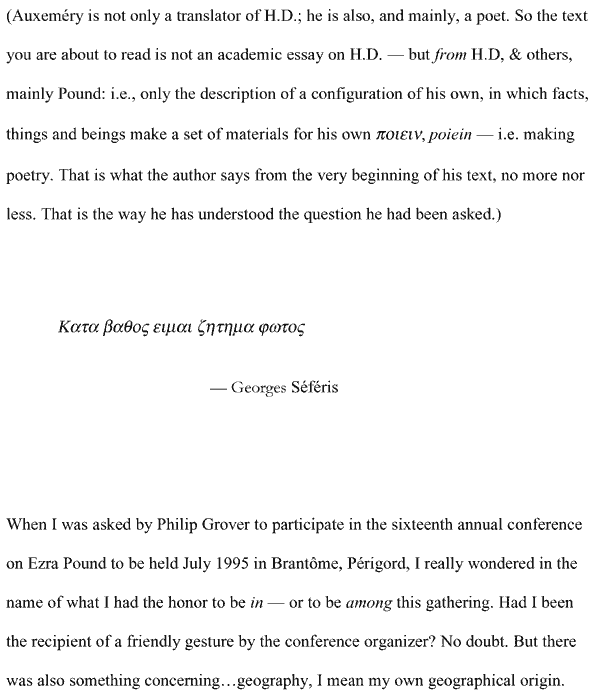 (Auxeméry is not only a translator of H.D.; he is also, and mainly, a poet. So the text
you are about to read is not an academic essay on H.D. — but from H.D, & others,
mainly Pound: i.e., only the description of a configuration of his own, in which facts,
things and beings make a set of materials for his own ποιειν, poiein — i.e. making
poetry. That is what the author says from the very beginning of his text, no more nor
less. That is the way he has understood the question he had been asked.)
Κατα βαθος ειμαι ζητημα φωτος
— Georges Séféris
When I was asked by Philip Grover to participate in the sixteenth annual conference
on Ezra Pound to be held July 1995 in Brantôme, Périgord, I really wondered in the
name of what I had the honor to be in — or to be among this gathering. Had I been
the recipient of a friendly gesture by the conference organizer? No doubt. But there
was also something concerning…geography, I mean my own geographical origin.